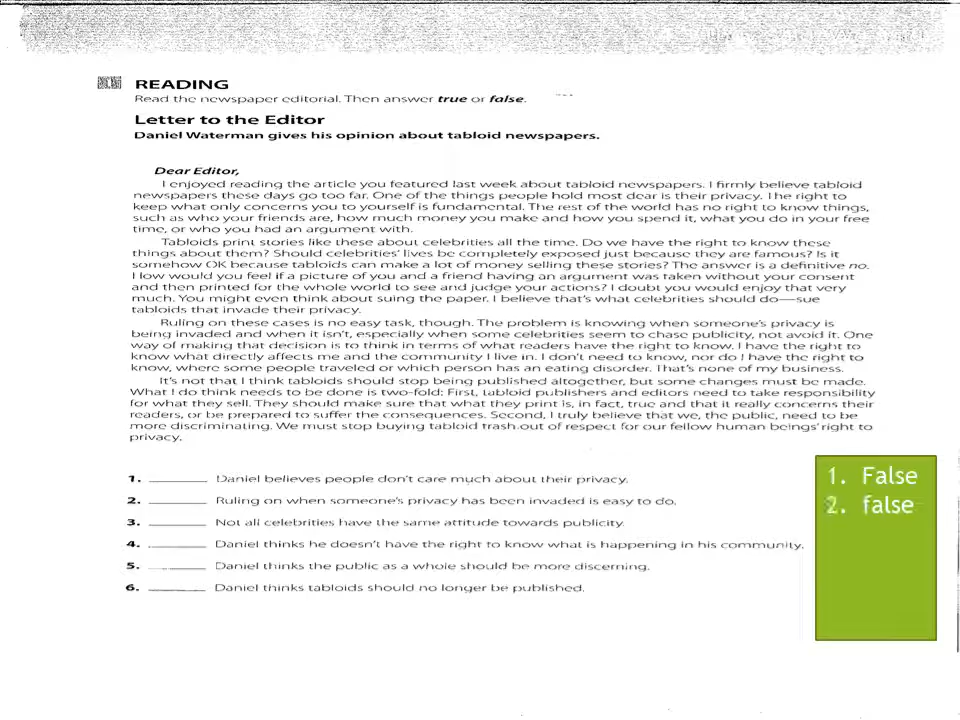 READING
Read the newspaper editorial. Then answer true or false.
Letter to the Editor
Daniel Waterman gives his opinion about tabloid newspapers.
Dear Editor,
I enjoyed reading the article you featured last week about tabloid newspapers. I firmly believe tabloid
newspapers these days go too far. One of the things people hold most dear is their privacy. The right to
keep what only concerns you to yourself is fundamental. The rest of the world has no right to know things,
such as who your friends are, how much money you make and how you spend it, what you do in your free
time, or who you had an argument with.
Tabloids print stories like these about celebrities all the time. Do we have the right to know these
things about them? Should celebrities' lives be completely exposed just because they are famous? Is it
somehow OK because tabloids can make a lot of money selling these stories? The answer is a definitive no.
How would you feel if a picture of you and a friend having an argument was taken without your consent
and then printed for the whole world to see and judge your actions? I doubt you would enjoy that very
much. You might even think about suing the paper. I believe that's what celebrities should do—sue
tabloids that invade their privacy.
Ruling on these cases is no easy task, though. The problem is knowing when someone's privacy is
being invaded and when it isn't, especially when some celebrities seem to chase publicity, not avoid it. One
way of making that decision is to think in terms of what readers have the right to know. I have the right to
know what directly affects me and the community I live in. I don't need to know, nor do I have the right to
know, where some people traveled or which person has an eating disorder. That's none of my business.
It's not that I think tabloids should stop being published altogether, but some changes must be made.
What I do think needs to be done is two-fold: First, tabloid publishers and editors need to take responsibility
for what they sell. They should make sure that what they print is, in fact, true and that it really concerns their
readers, or be prepared to suffer the consequences. Second, I truly believe that we, the public, need to be
more discriminating. We must stop buying tabloid trash out of respect for our fellow human beings' right to
privacy.
1. ______ Daniel believes people don't care much about their privacy.
2. ______ Ruling on when someone's privacy has been invaded is easy to do.
3. ______ Not all celebrities have the same attitude towards publicity.
4. ______ Daniel thinks he doesn't have the right to know what is happening in his community.
5. ______ Daniel thinks the public as a whole should be more discerning.
6. ______ Daniel thinks tabloids should no longer be published.
1. False
2. false